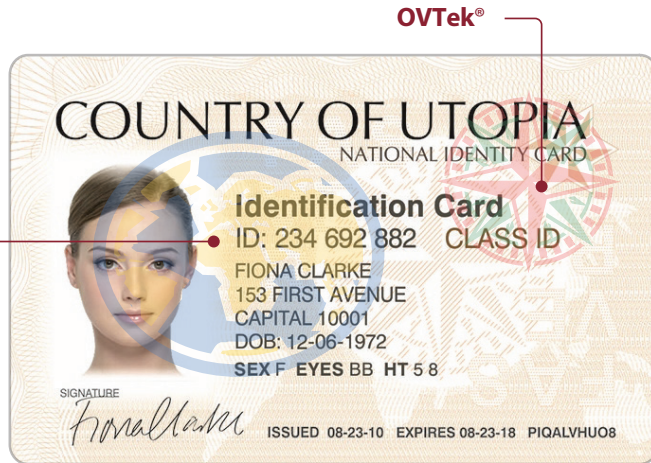 OVTek®
COUNTRY OF UTOPIA
NATIONAL IDENTITY CARD
Identification Card
ID: 234 692 882 CLASS ID
FIONA CLARKE
153 FIRST AVENUE
CAPITAL 10001
DOB: 12-06-1972
SEX F EYES BB HT 5 8
SIGNATURE
Fiona Clarke
ISSUED 08-23-10 EXPIRES 08-23-18 PIQALVHUO8